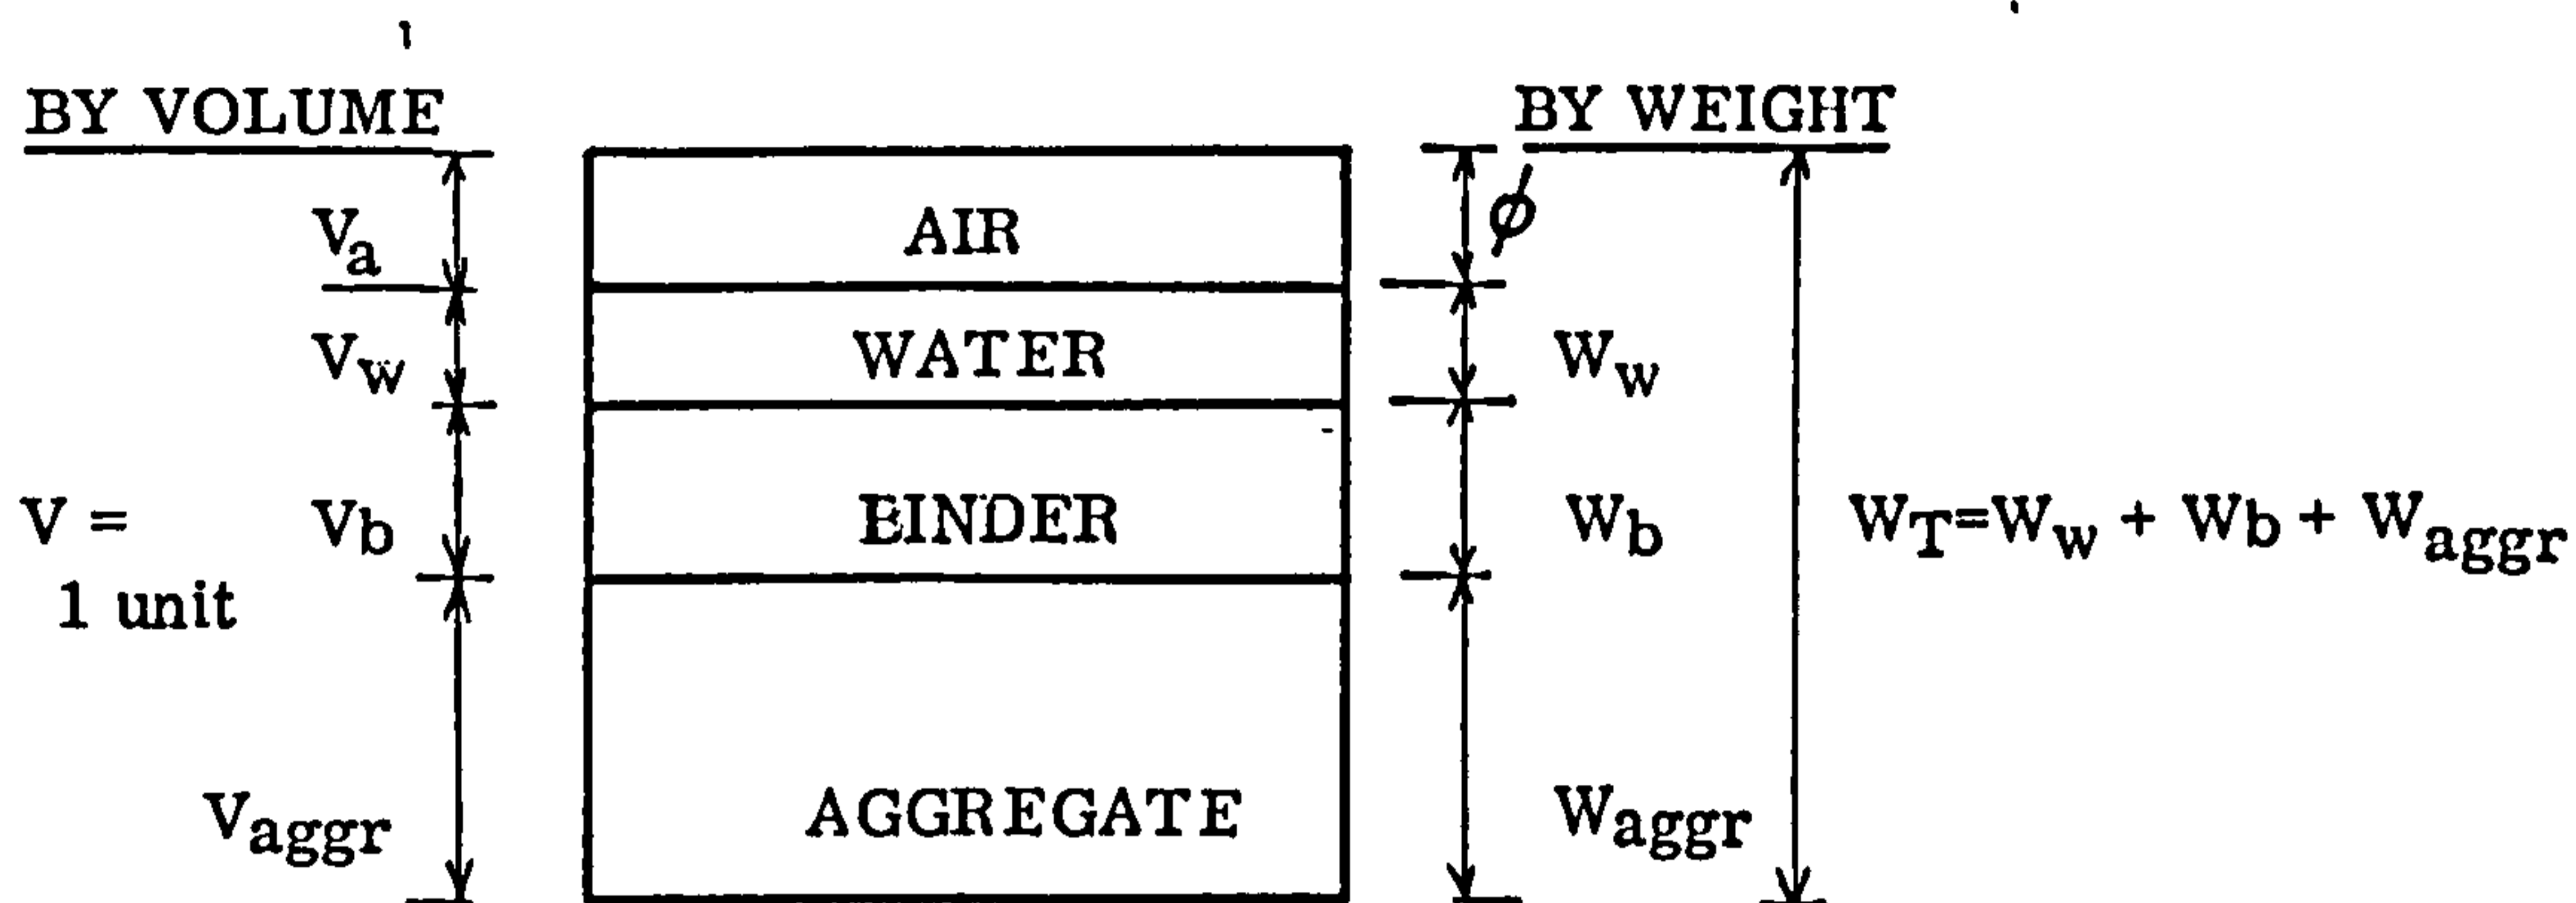 BY VOLUME
BY WEIGHT
Va
AIR
ϕ
Vw
WATER
Ww
V =
1 unit
Vb
BINDER
Wb
WT=Ww + Wb + Waggr
Vaggr
AGGREGATE
Waggr